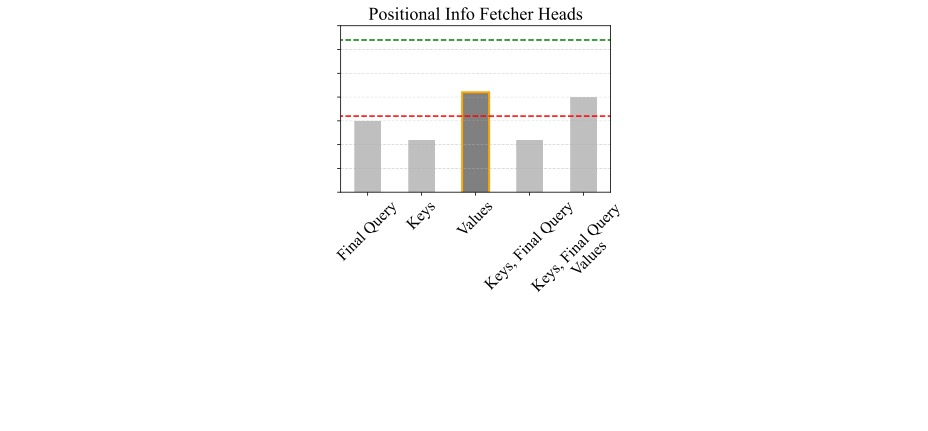 Positional Info Fetcher Heads
Final Query
Keys
Values
Keys, Final Query
Keys, Final Query
Values